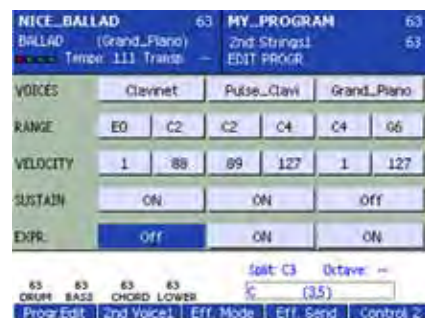 NICE_BALLAD 63 MY_PROGRAM 63
BALLAD (Grand_Piano) 2nd Strings1 63
Tempo: 111 Transp. -- EDIT PROGR
VOICES Clavinet Pulse_Clavi Grand_Piano
RANGE E0 C2 C2 C4 C4 G6
VELOCITY 1 88 89 127 1 127
SUSTAIN ON ON Off
EXPR. Off ON ON
Split: C3 Octave: --
63 63 63 63 C (3,5)
DRUM BASS CHORD LOWER
Progr.Edit 2nd Voice1 Eff. Mode Eff. Send Control 2